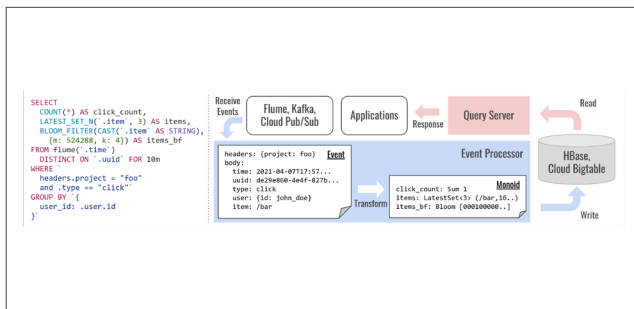 SELECT
COUNT(*) AS click_count,
LATEST_SET_N(`.item`, 3) AS items,
BLOOM_FILTER(CAST(`.item` AS STRING),
{m: 524288, k: 4}) AS items_bf
FROM flume(`.time`)
DISTINCT ON `.uuid` FOR 10m
WHERE `
headers.project = "foo"
and .type == "click"`
GROUP BY `{
user_id: .user.id
}`
Receive
Events
Flume, Kafka,
Cloud Pub/Sub
Applications
Response
Query Server
Read
Event Processor
headers: {project: foo}
Event
body:
time: 2021-04-07T17:57...
uuid: de29e860-4e4f-827b...
type: click
user: {id: john_doe}
item: /bar
Transform
Monoid
click_count: Sum 1
items: LatestSet<3> (/bar,16..)
items_bf: Bloom [000100000..]
HBase,
Cloud Bigtable
Write